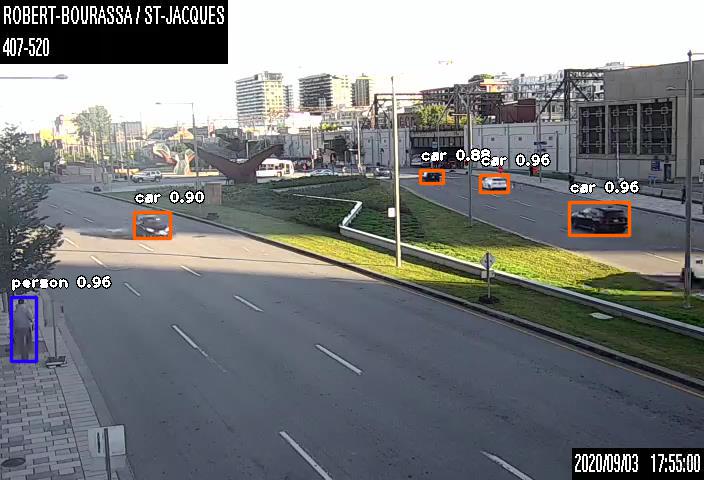 ROBERT-BOURASSA / ST-JACQUES
407-520
car 0.88
car 0.96
car 0.96
car 0.90
person 0.96
2020/09/03 17:55:00